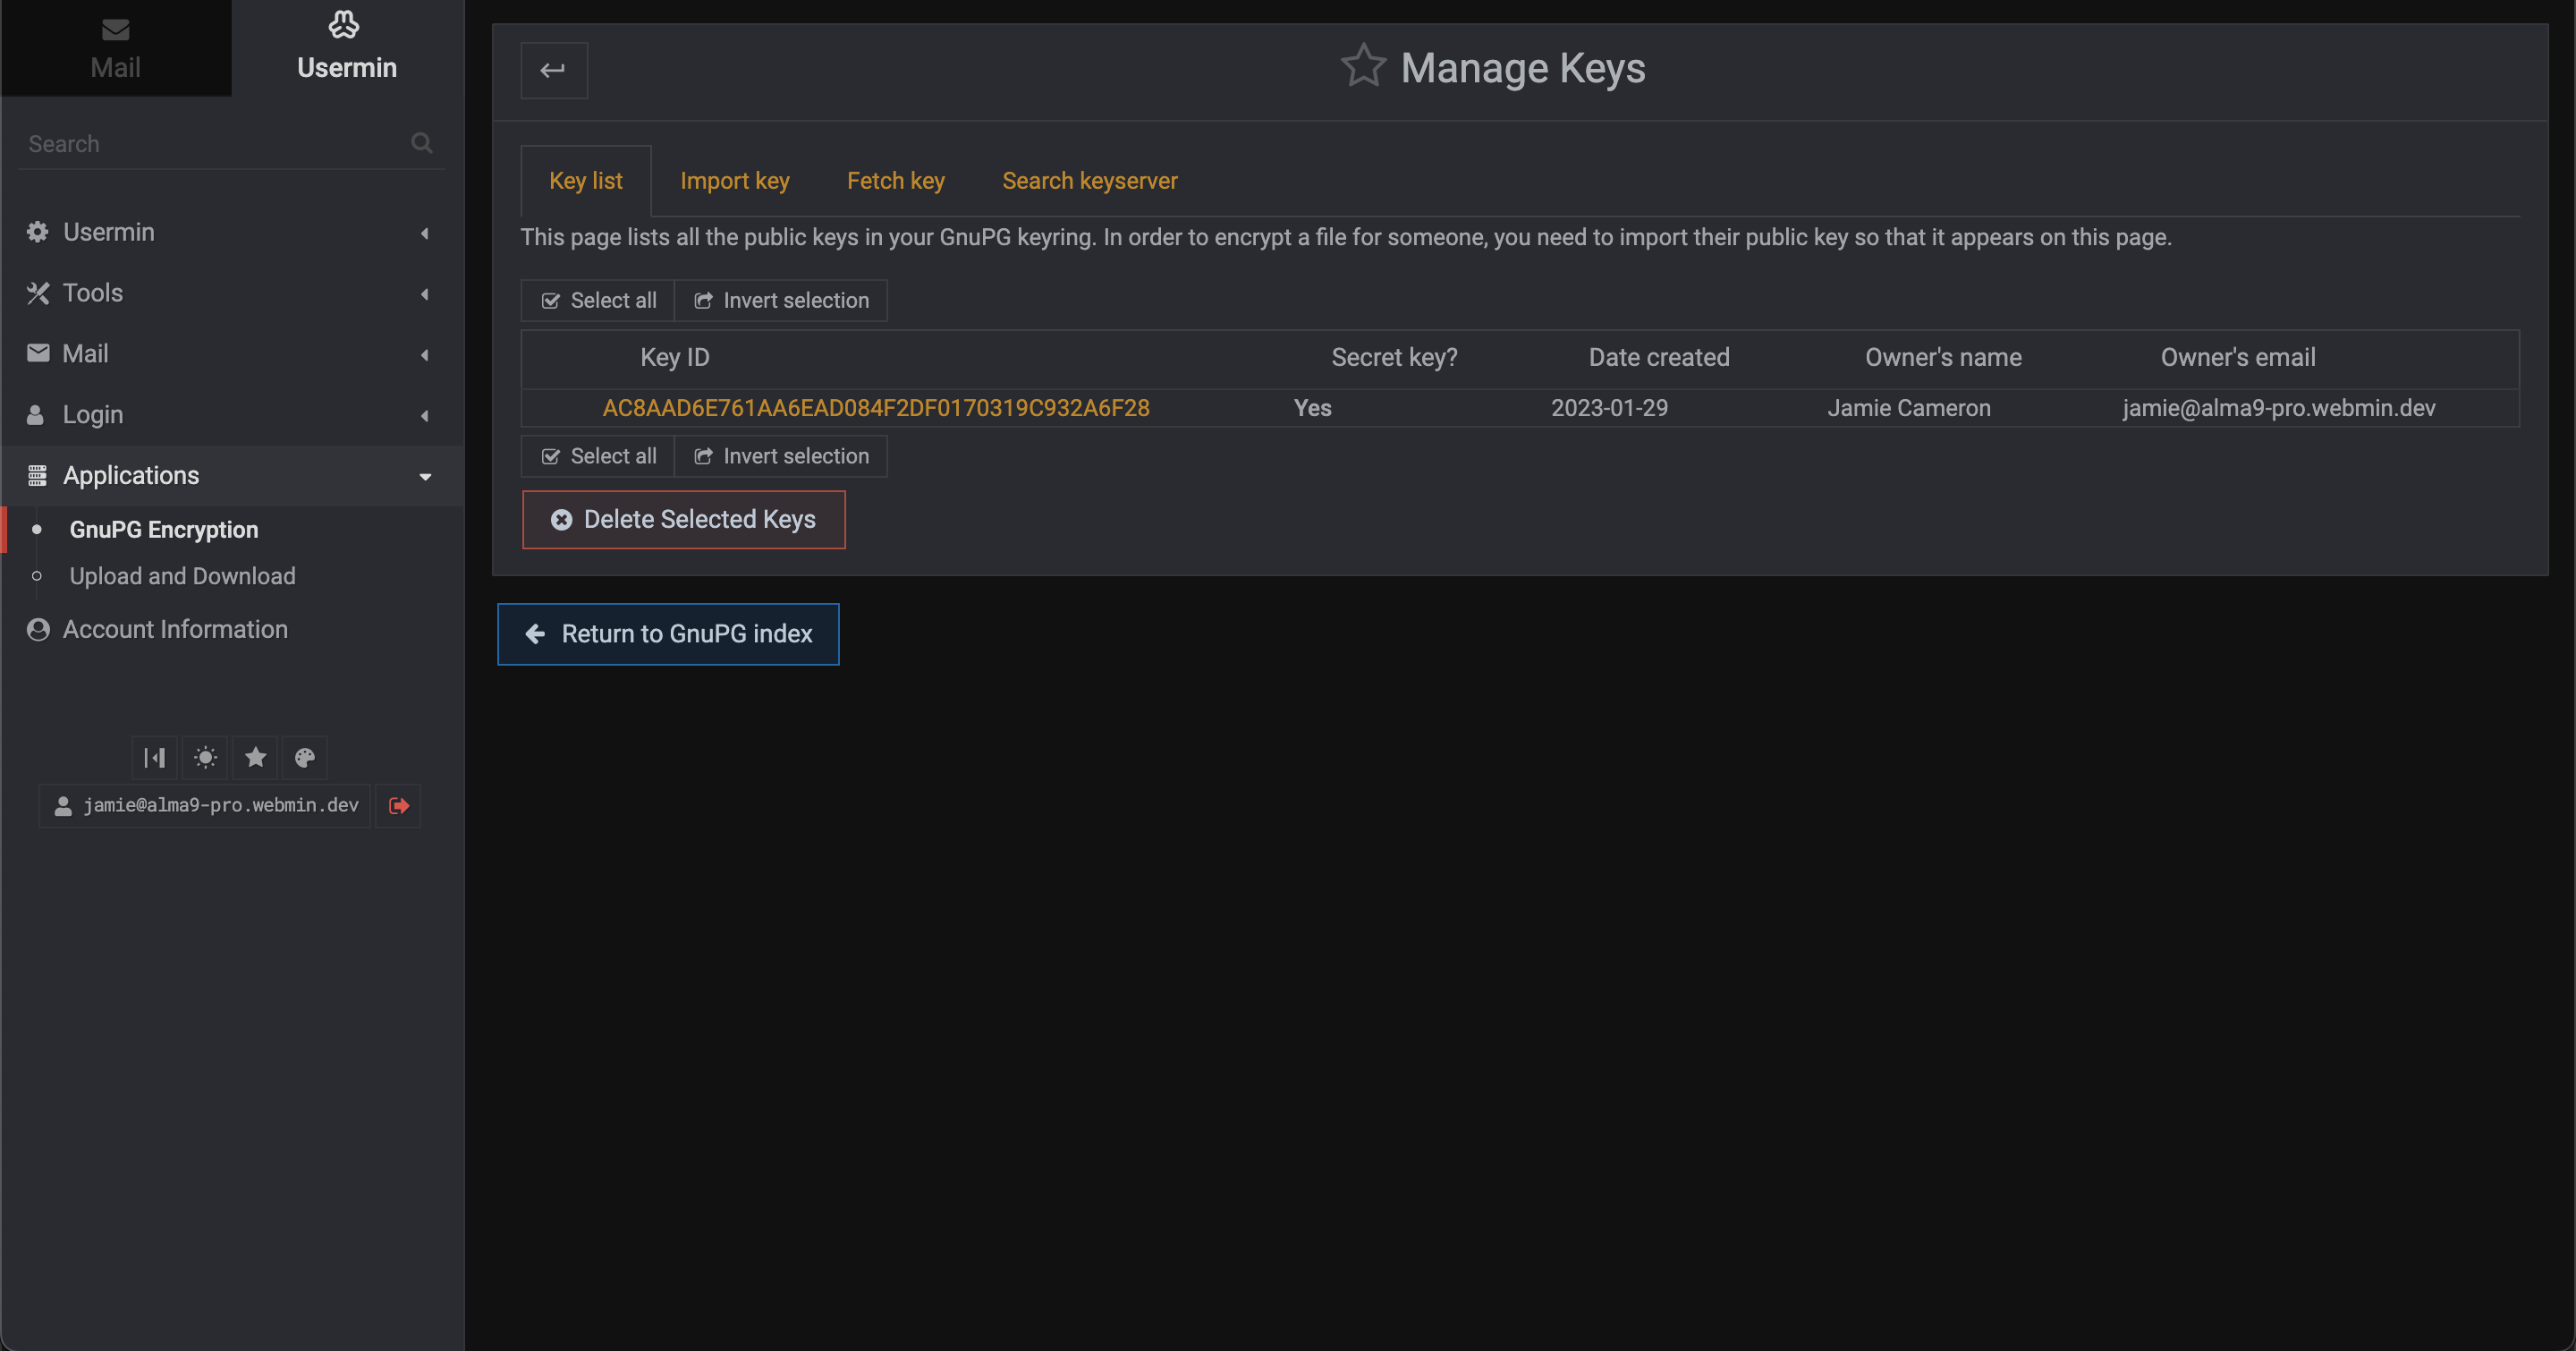 Mail
Usermin
Search
Usermin
Tools
Mail
Login
Applications
GnuPG Encryption
Upload and Download
Account Information
jamie@alma9-pro.webmin.dev
Manage Keys
Key list Import key Fetch key Search keyserver
This page lists all the public keys in your GnuPG keyring. In order to encrypt a file for someone, you need to import their public key so that it appears on this page.
Select all Invert selection
Key ID Secret key? Date created Owner's name Owner's email
AC8AAD6E761AA6EAD084F2DF0170319C932A6F28 Yes 2023-01-29 Jamie Cameron jamie@alma9-pro.webmin.dev
Select all Invert selection
Delete Selected Keys
Return to GnuPG index